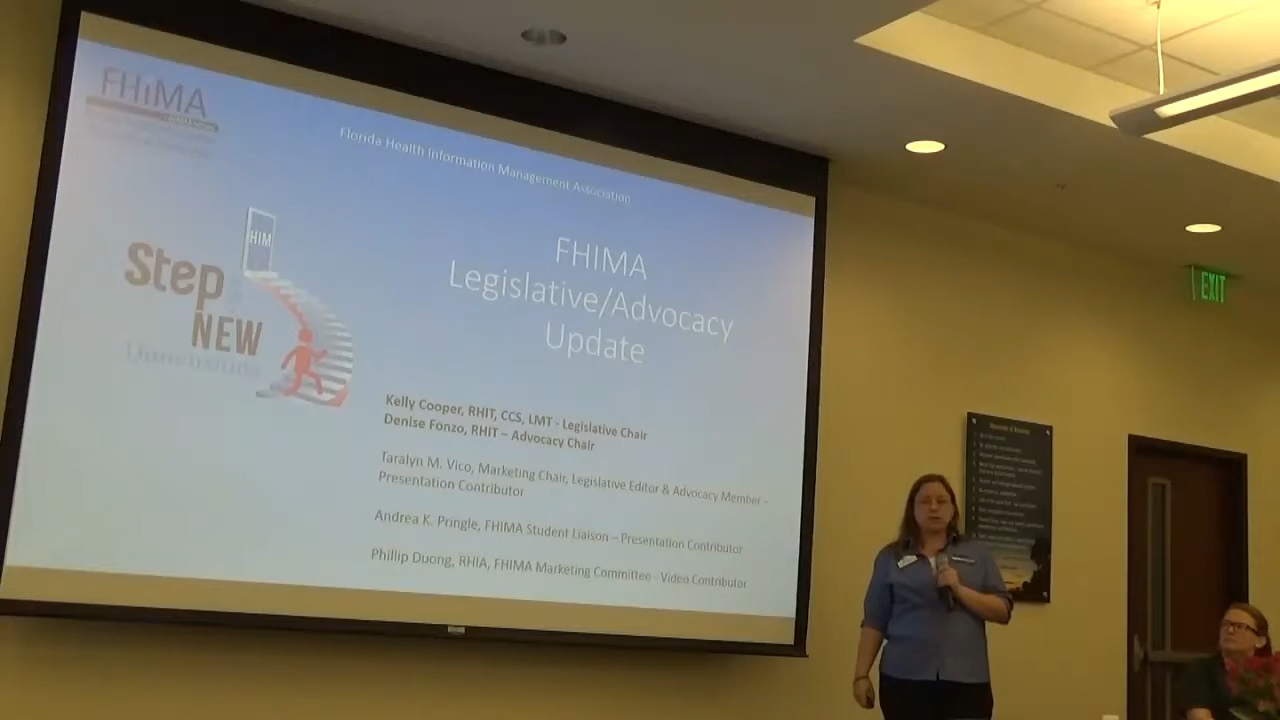 FHiMA
Florida Health Information Management Association
HIM
Step
NEW
Dimensions
FHIMA
Legislative/Advocacy
Update
Kelly Cooper, RHIT, CCS, LMT - Legislative Chair
Denise Fonzo, RHIT – Advocacy Chair
Taralyn M. Vico, Marketing Chair, Legislative Editor & Advocacy Member –
Presentation Contributor
Andrea K. Pringle, FHIMA Student Liaison – Presentation Contributor
Phillip Duong, RHIA, FHIMA Marketing Committee - Video Contributor
EXIT